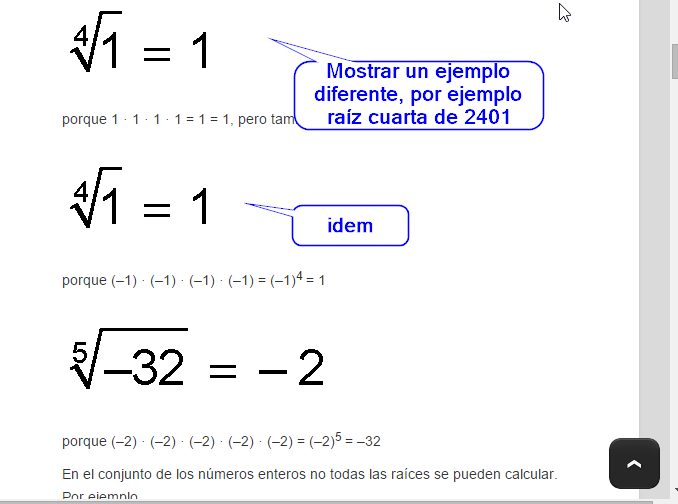 ∜1 = 1
Mostrar un ejemplo
diferente, por ejemplo
raíz cuarta de 2401
porque 1 · 1 · 1 · 1 = 1 = 1, pero tam
∜1 = 1
idem
porque (–1) · (–1) · (–1) · (–1) = (–1)⁴ = 1
⁵√–32 = – 2
porque (–2) · (–2) · (–2) · (–2) · (–2) = (–2)⁵ = –32
En el conjunto de los números enteros no todas las raíces se pueden calcular.
Por ejemplo